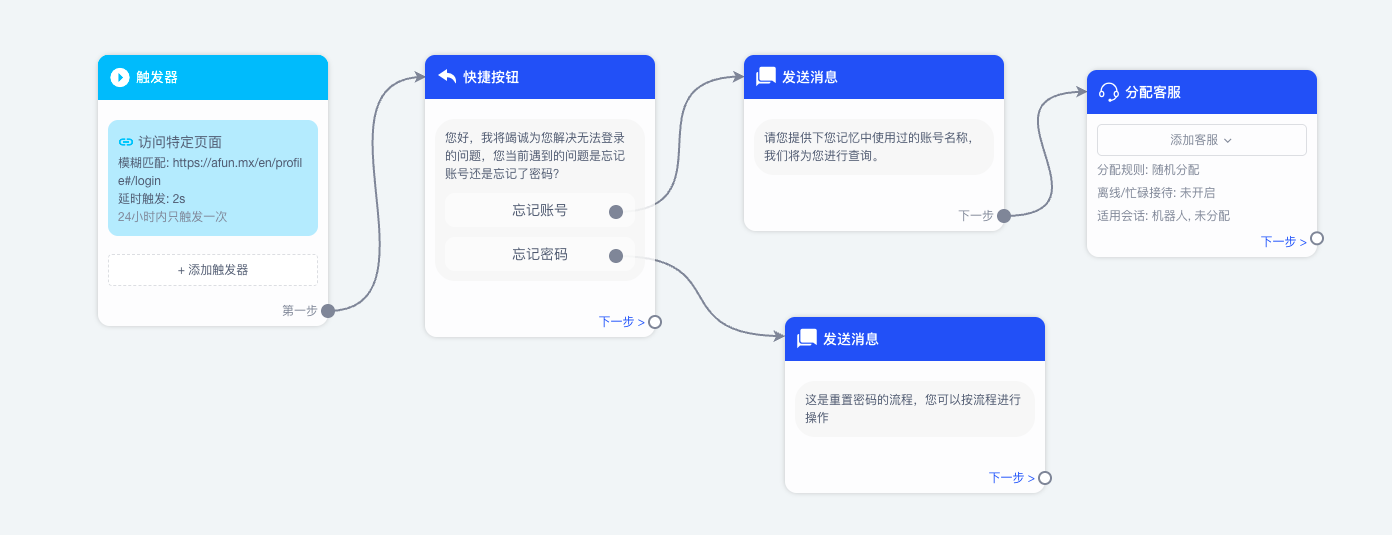 触发器
访问特定页面
模糊匹配: https://afun.mx/en/profil
e#/login
延时触发: 2s
24小时内只触发一次
+ 添加触发器
第一步
快捷按钮
您好，我将竭诚为您解决无法登录
的问题，您当前遇到的问题是忘记
账号还是忘记了密码?
忘记账号
忘记密码
下一步 >
发送消息
请您提供下您记忆中使用过的账号名称，
我们将为您进行查询。
下一步
分配客服
添加客服
分配规则: 随机分配
离线/忙碌接待: 未开启
适用会话: 机器人, 未分配
下一步 >
发送消息
这是重置密码的流程，您可以按流程进行
操作
下一步 >